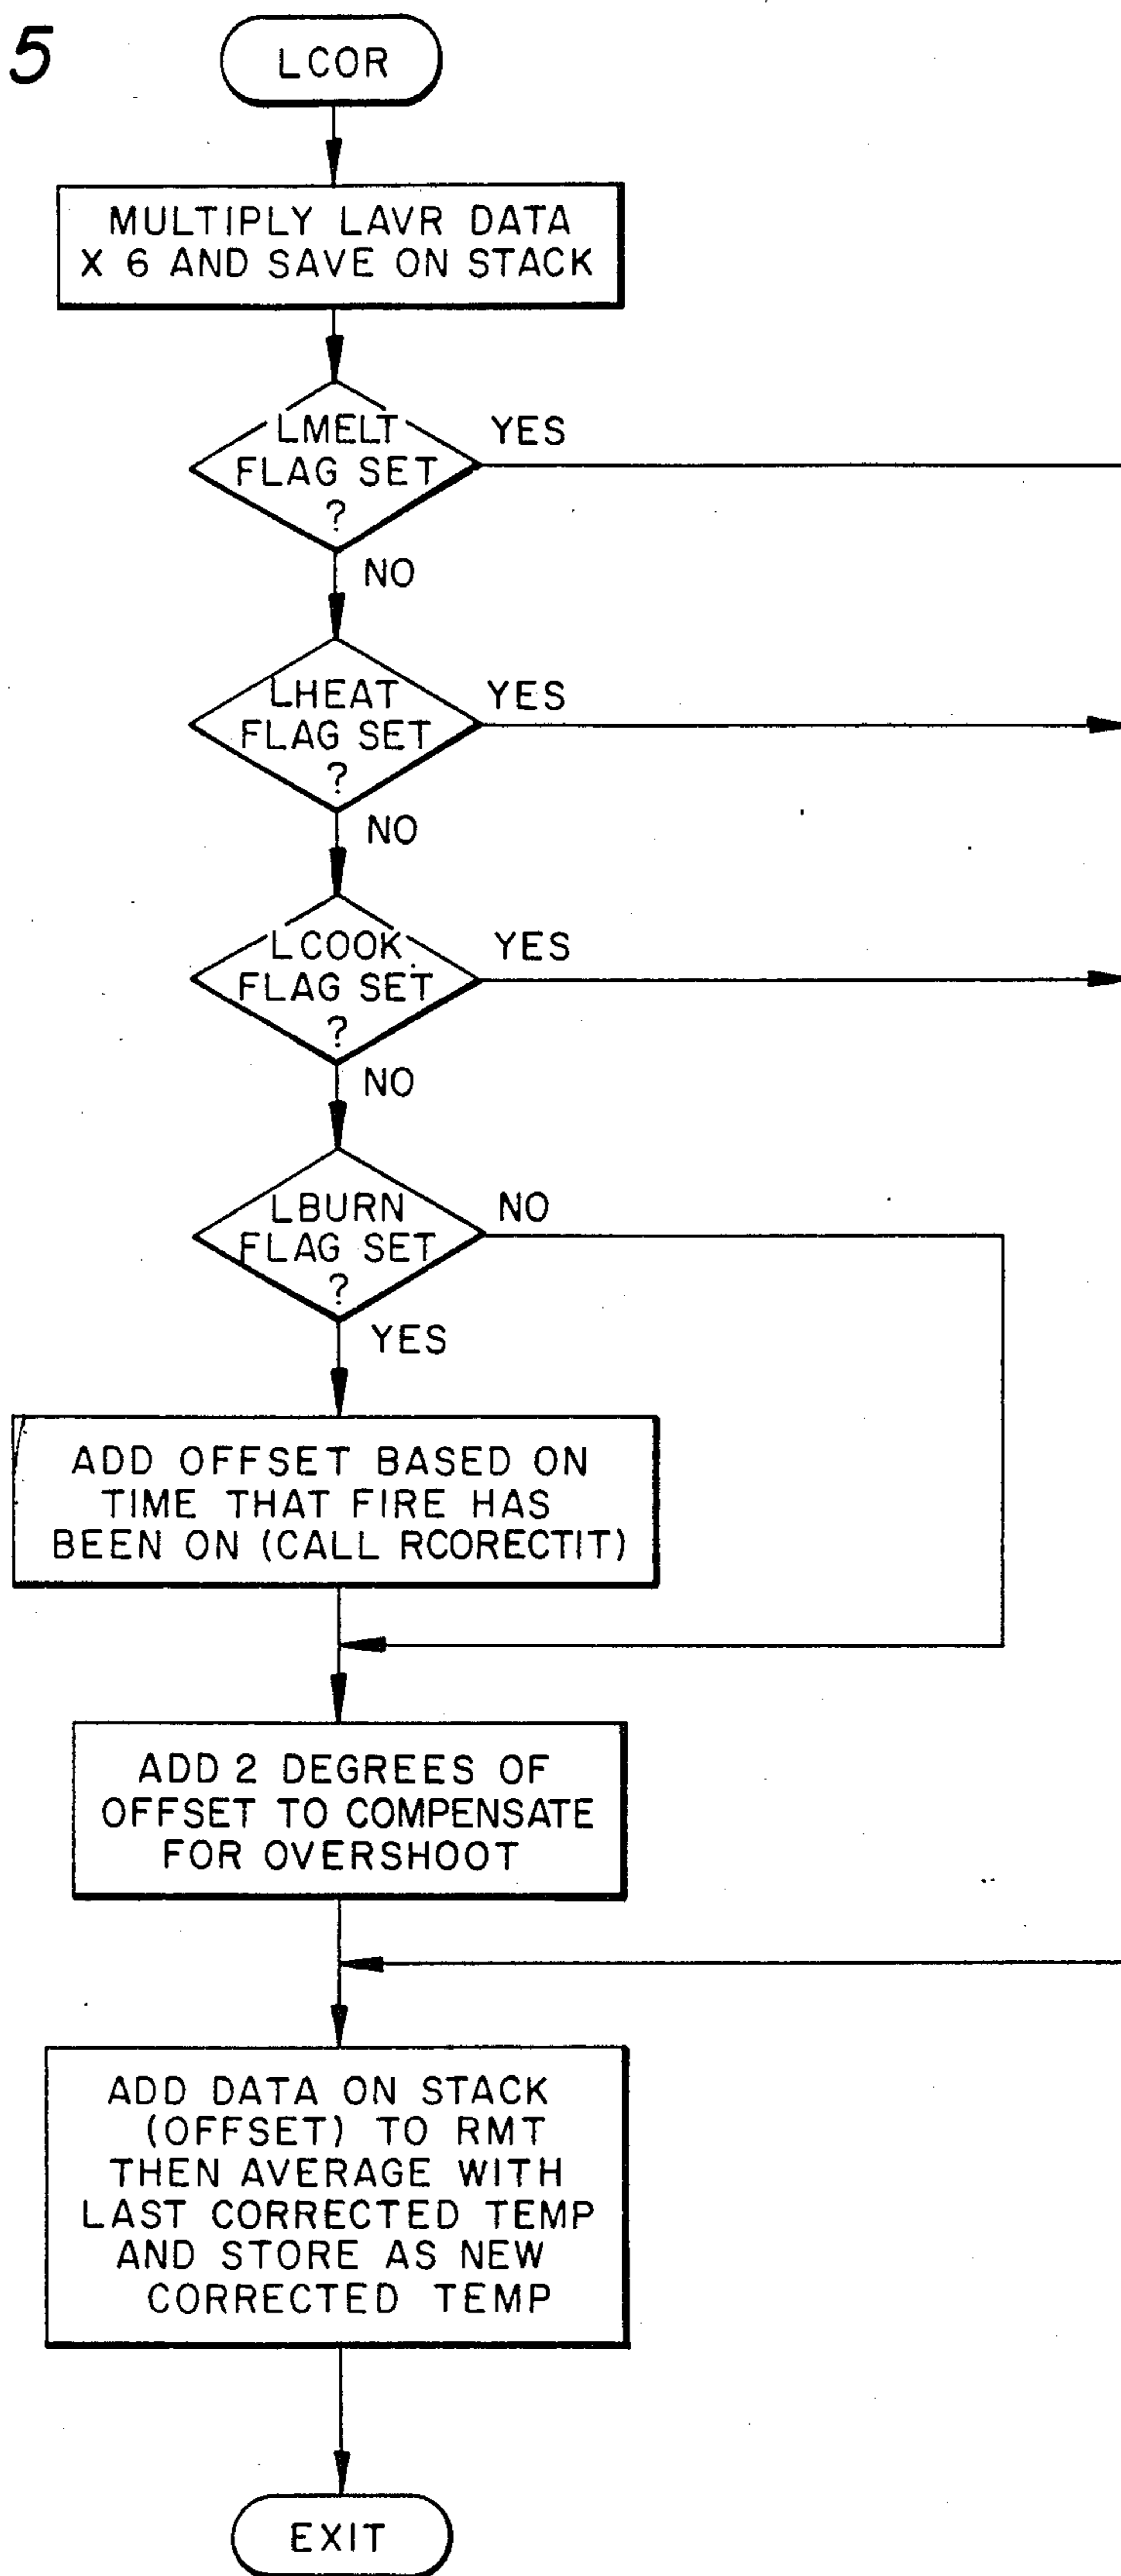 5
LCOR
MULTIPLY LAVR DATA
X 6 AND SAVE ON STACK
LMELT
FLAG SET
?
YES
NO
LHEAT
FLAG SET
?
YES
NO
LCOOK
FLAG SET
?
YES
NO
LBURN
FLAG SET
?
NO
YES
ADD OFFSET BASED ON
TIME THAT FIRE HAS
BEEN ON (CALL RCORECTIT)
ADD 2 DEGREES OF
OFFSET TO COMPENSATE
FOR OVERSHOOT
ADD DATA ON STACK
(OFFSET) TO RMT
THEN AVERAGE WITH
LAST CORRECTED TEMP
AND STORE AS NEW
CORRECTED TEMP
EXIT